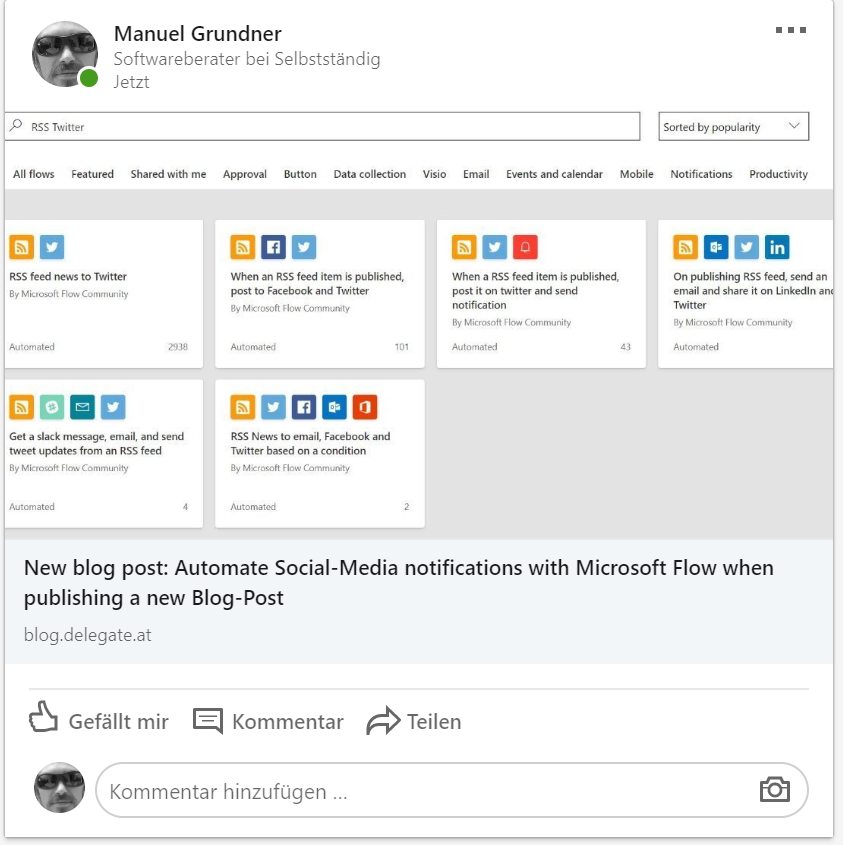 Manuel Grundner
Softwareberater bei Selbstständig
Jetzt
RSS Twitter
Sorted by popularity
All flows Featured Shared with me Approval Button Data collection Visio Email Events and calendar Mobile Notifications Productivity
RSS feed news to Twitter
By Microsoft Flow Community
Automated 2938
When an RSS feed item is published,
post to Facebook and Twitter
By Microsoft Flow Community
Automated 101
When a RSS feed item is published,
post it on twitter and send
notification
By Microsoft Flow Community
Automated 43
On publishing RSS feed, send an
email and share it on LinkedIn and
Twitter
By Microsoft Flow Community
Automated
Get a slack message, email, and send
tweet updates from an RSS feed
By Microsoft Flow Community
Automated 4
RSS News to email, Facebook and
Twitter based on a condition
By Microsoft Flow Community
Automated 2
New blog post: Automate Social-Media notifications with Microsoft Flow when
publishing a new Blog-Post
blog.delegate.at
Gefällt mir Kommentar Teilen
Kommentar hinzufügen ...